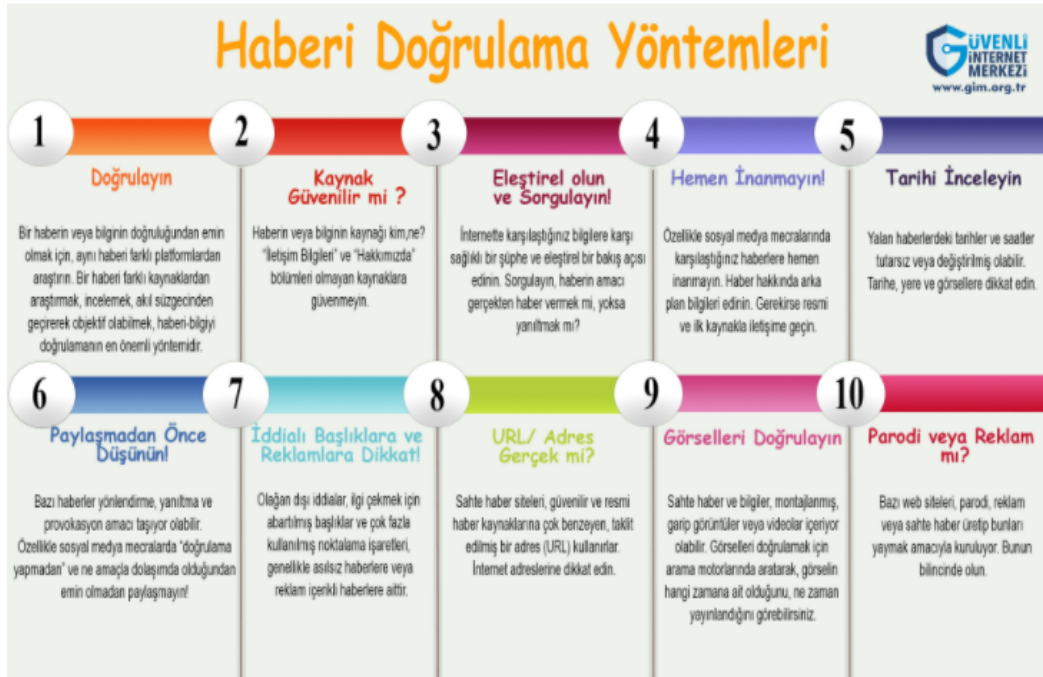 Haberi Doğrulama Yöntemleri
GÜVENLİ
İNTERNET
MERKEZİ
www.gim.org.tr
1
Doğrulayın
Bir haberin veya bilginin doğruluğundan emin
olmak için, aynı haberi farklı platformlardan
araştırın. Bir haberi farklı kaynaklardan
araştırmak, incelemek, akıl süzgecinden
geçirerek objektif olabilmek, haberi-bilgiyi
doğrulamanın en önemli yöntemidir.
2
Kaynak
Güvenilir mi ?
Haberin veya bilginin kaynağı kim,ne?
"İletişim Bilgileri" ve "Hakkımızda"
bölümleri olmayan kaynaklara
güvenmeyin.
3
Eleştirel olun
ve Sorgulayın!
İnternette karşılaştığınız bilgilere karşı
sağlıklı bir şüphe ve eleştirel bir bakış açısı
edinin. Sorgulayın, haberin amacı
gerçekten haber vermek mi, yoksa
yanıltmak mı?
4
Hemen İnanmayın!
Özellikle sosyal medya mecralarında
karşılaştığınız haberlere hemen
inanmayın. Haber hakkında arka
plan bilgileri edinin. Gerekirse resmi
ve ilk kaynakla iletişime geçin.
5
Tarihi İnceleyin
Yalan haberlerdeki tarihler ve saatler
tutarsız veya değiştirilmiş olabilir.
Tarihe, yere ve görsellere dikkat edin.
6
Paylaşmadan Önce
Düşünün!
Bazı haberler yönlendirme, yanıltma ve
provokasyon amacı taşıyor olabilir.
Özellikle sosyal medya mecralarda "doğrulama
yapmadan" ve ne amaçla dolaşımda olduğundan
emin olmadan paylaşmayın!
7
İddialı Başlıklara ve
Reklamlara Dikkat!
Olağan dışı iddialar, ilgi çekmek için
abartılmış başlıklar ve çok fazla
kullanılmış noktalama işaretleri,
genellikle asılsız haberlere veya
reklam içerikli haberlere aittir.
8
URL/ Adres
Gerçek mi?
Sahte haber siteleri, güvenilir ve resmi
haber kaynaklarına çok benzeyen, taklit
edilmiş bir adres (URL) kullanırlar.
İnternet adreslerine dikkat edin.
9
Görselleri Doğrulayın
Sahte haber ve bilgiler, montajlanmış,
garip görüntüler veya videolar içeriyor
olabilir. Görselleri doğrulamak için
arama motorlarında aratarak, görselin
hangi zamana ait olduğunu, ne zaman
yayınlandığını görebilirsiniz.
10
Parodi veya Reklam
mı?
Bazı web siteleri, parodi, reklam
veya sahte haber üretip bunları
yaymak amacıyla kuruluyor. Bunun
bilincinde olun.